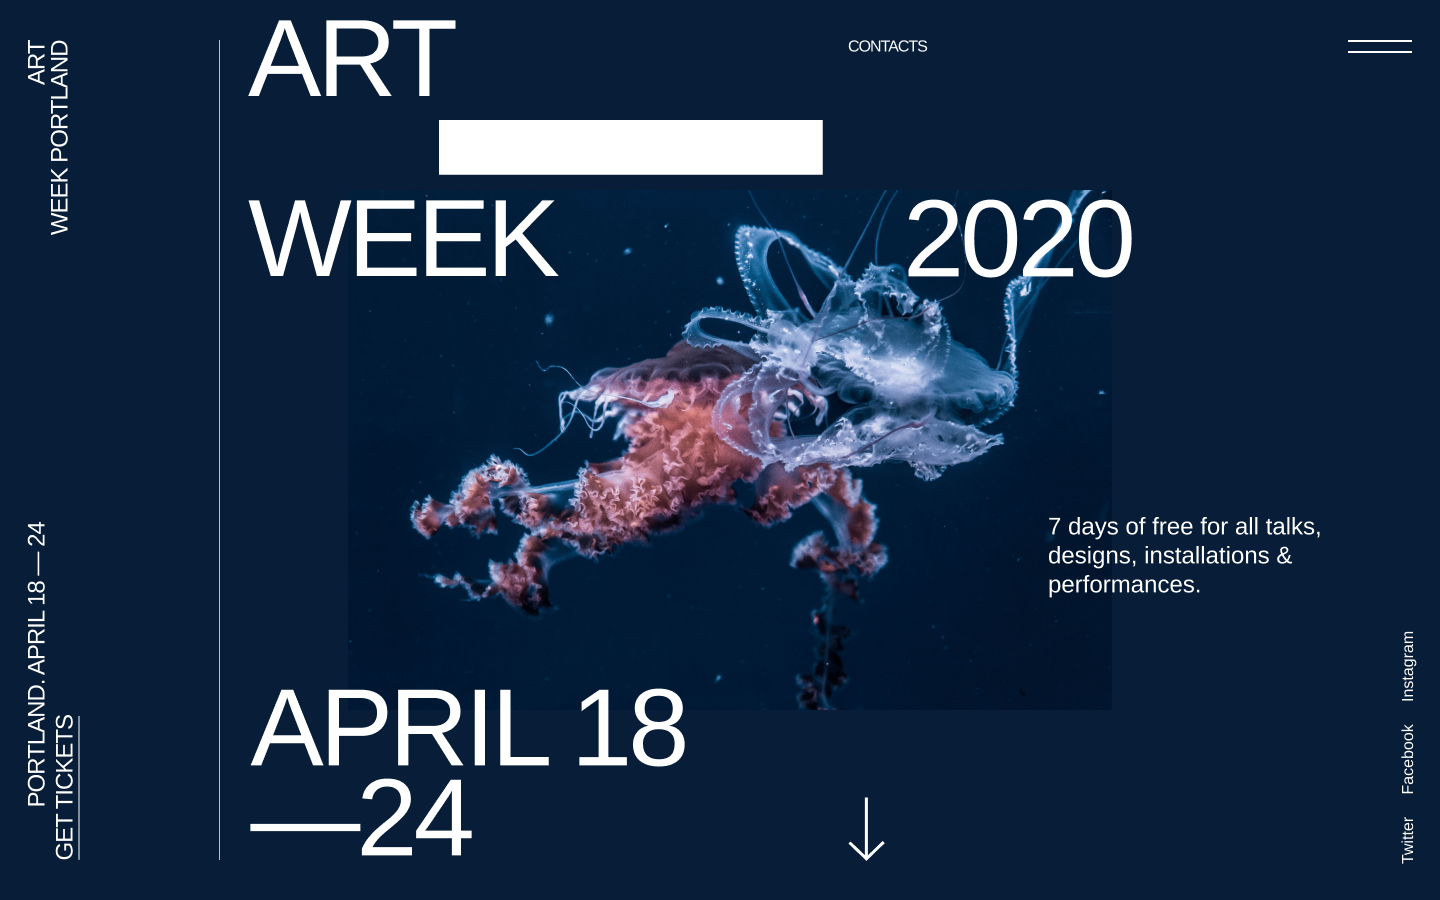 ART
WEEK PORTLAND
ART
CONTACTS
WEEK
2020
7 days of free for all talks,
designs, installations &
performances.
PORTLAND. APRIL 18 — 24
GET TICKETS
APRIL 18
—24
Instagram
Facebook
Twitter